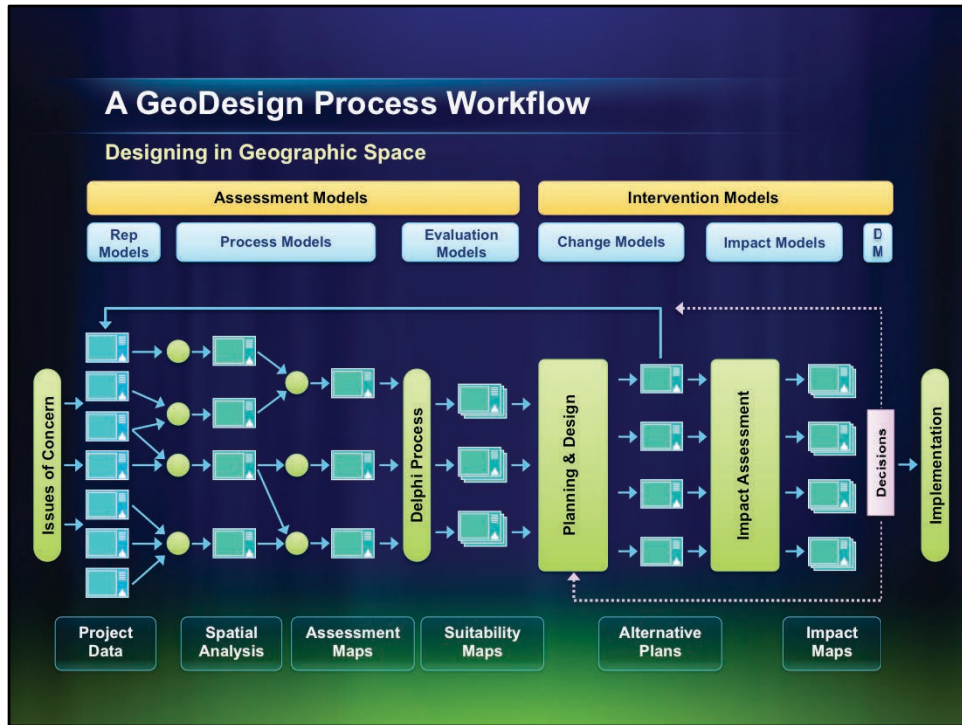 A GeoDesign Process Workflow
Designing in Geographic Space
Assessment Models
Intervention Models
Rep
Models
Process Models
Evaluation
Models
Change Models
Impact Models
D
M
Issues of Concern
Delphi Process
Planning & Design
Impact Assessment
Decisions
Implementation
Project
Data
Spatial
Analysis
Assessment
Maps
Suitability
Maps
Alternative
Plans
Impact
Maps